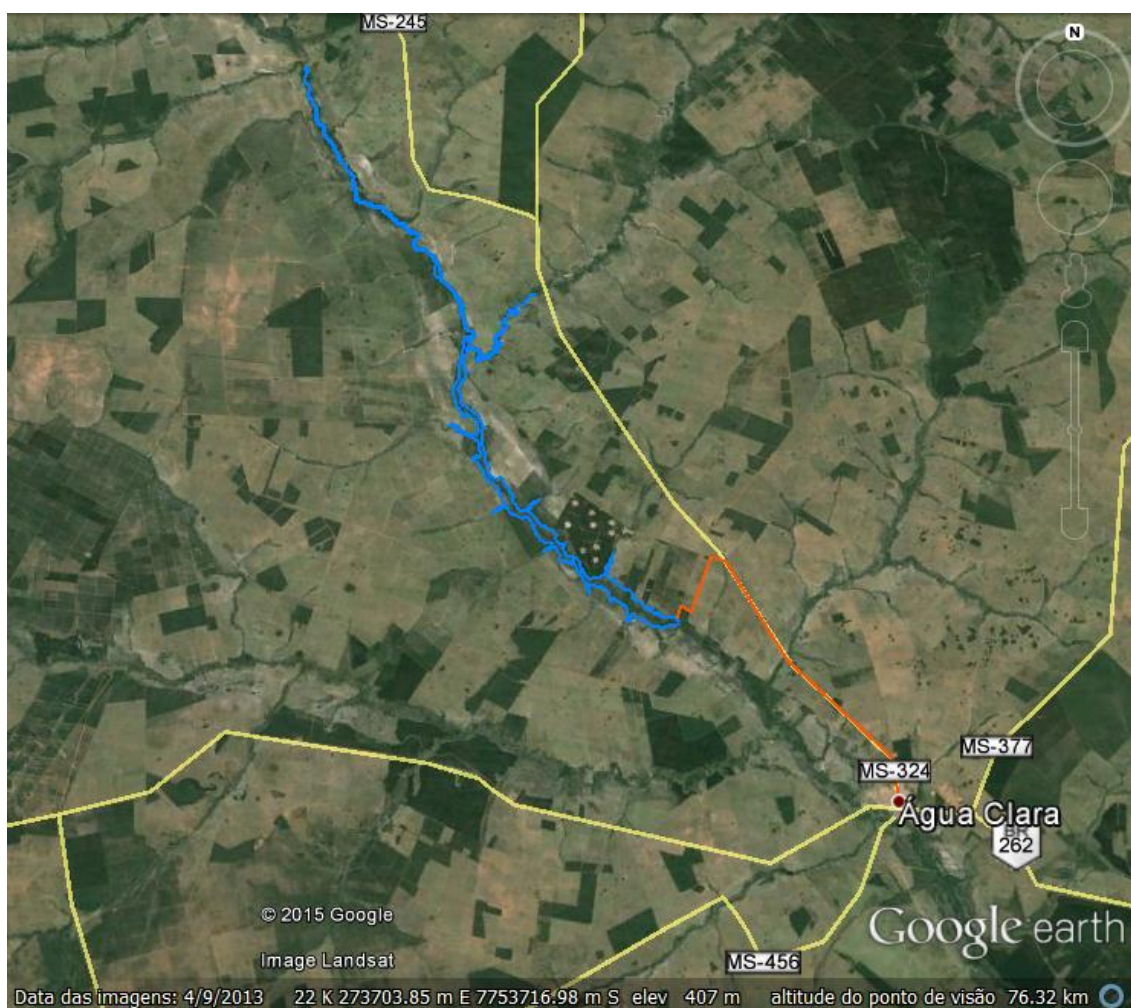 MS-245
N
MS-377
MS-324
Água Clara
BR
262
© 2015 Google
Google earth
Image Landsat
MS-456
Data das imagens: 4/9/2013 22 K 273703.85 m E 7753716.98 m S elev 407 m altitude do ponto de visão 76.32 km